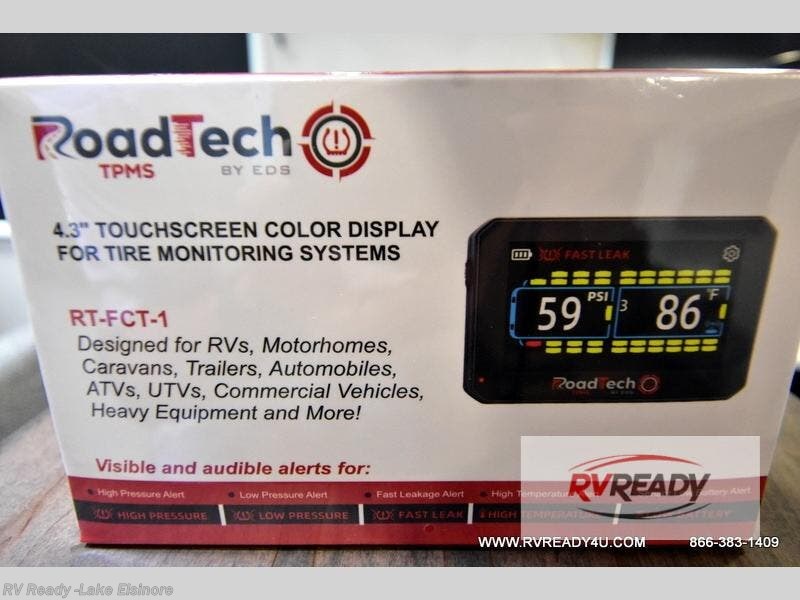 RoadTech
TPMS BY EDS
4.3" TOUCHSCREEN COLOR DISPLAY
FOR TIRE MONITORING SYSTEMS
FAST LEAK
59 PSI 3 86 °F
RoadTech
TPMS BY EDS
RT-FCT-1
Designed for RVs, Motorhomes,
Caravans, Trailers, Automobiles,
ATVs, UTVs, Commercial Vehicles,
Heavy Equipment and More!
Visible and audible alerts for:
High Pressure Alert Low Pressure Alert Fast Leakage Alert High Temperature Alert
HIGH PRESSURE LOW PRESSURE FAST LEAK HIGH TEMPERATURE BATTERY
RVREADY
WWW.RVREADY4U.COM 866-383-1409
RV Ready -Lake Elsinore